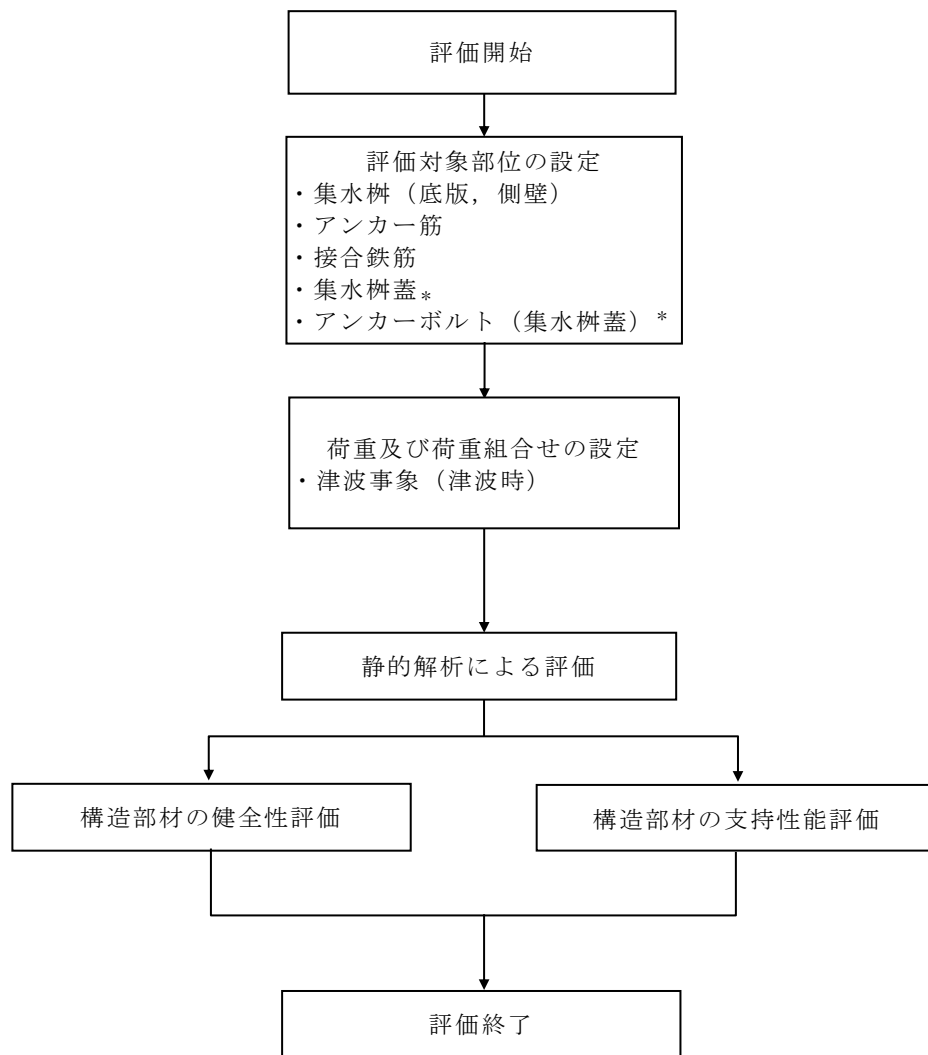 評価開始
評価対象部位の設定
・集水桝（底版，側壁）
・アンカー筋
・接合鉄筋
・集水桝蓋*
・アンカーボルト（集水桝蓋）*
荷重及び荷重組合せの設定
・津波事象（津波時）
静的解析による評価
構造部材の健全性評価
構造部材の支持性能評価
評価終了